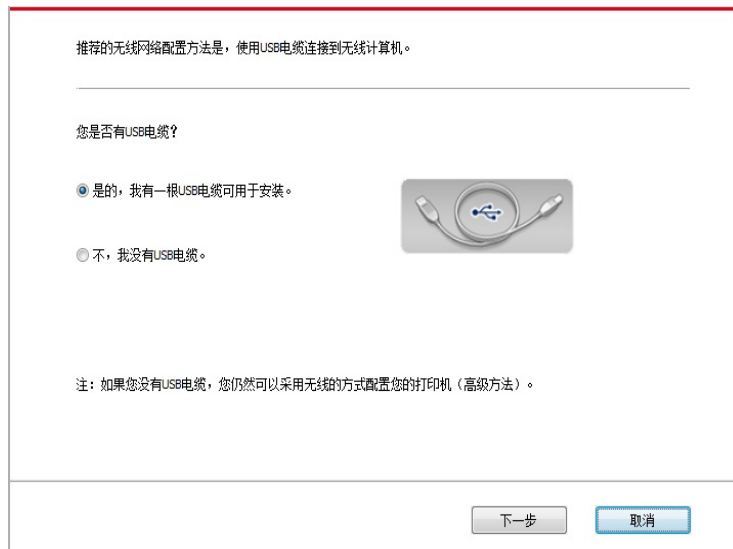 推荐的无线网络配置方法是，使用USB电缆连接到无线计算机。
您是否有USB电缆？
是的，我有一根USB电缆可用于安装。
不，我没有USB电缆。
注：如果您没有USB电缆，您仍然可以采用无线的方式配置您的打印机（高级方法）。
下一步
取消